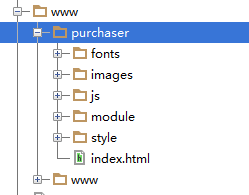 www
purchaser
fonts
images
js
module
style
index.html
www